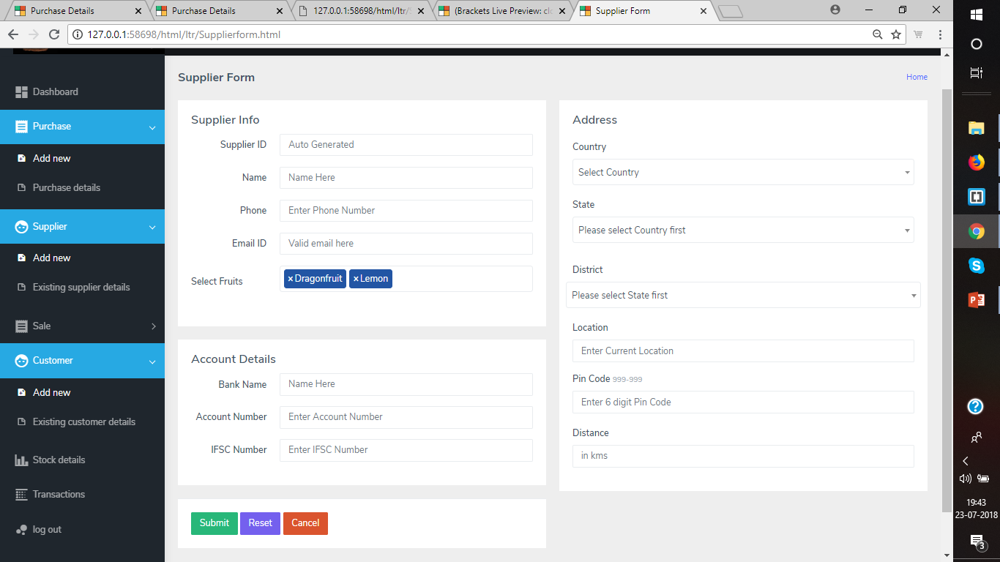 Purchase Details
Purchase Details
127.0.0.1:58698/html/ltr/
(Brackets Live Preview: cl
Supplier Form
127.0.0.1:58698/html/ltr/Supplierform.html
Dashboard
Purchase
Add new
Purchase details
Supplier
Add new
Existing supplier details
Sale
Customer
Add new
Existing customer details
Stock details
Transactions
log out
Supplier Form
Home
Supplier Info
Supplier ID Auto Generated
Name Name Here
Phone Enter Phone Number
Email ID Valid email here
Select Fruits ×Dragonfruit ×Lemon
Account Details
Bank Name Name Here
Account Number Enter Account Number
IFSC Number Enter IFSC Number
Submit Reset Cancel
Address
Country
Select Country
State
Please select Country first
District
Please select State first
Location
Enter Current Location
Pin Code 999-999
Enter 6 digit Pin Code
Distance
in kms
19:43
23-07-2018
3